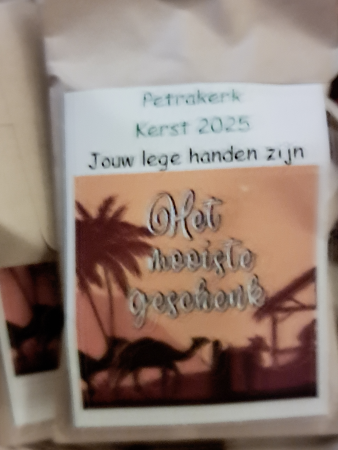 Petrakerk
Kerst 2025
Jouw lege handen zijn
Het
mooiste
geschenk